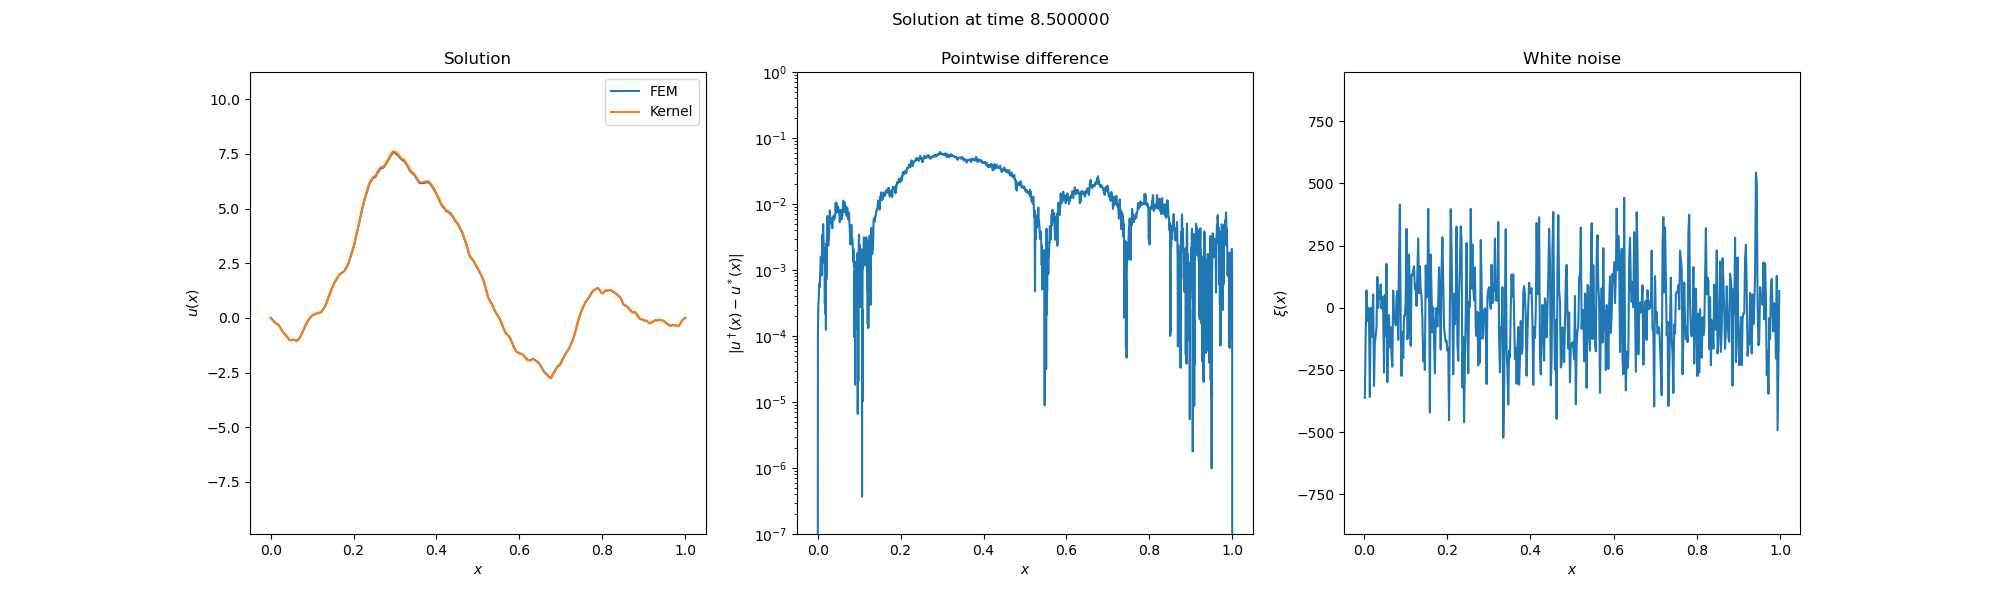 Solution at time 8.500000
Solution
10.0
7.5
5.0
2.5
0.0
−2.5
−5.0
−7.5
u(x)
FEM
Kernel
0.0 0.2 0.4 0.6 0.8 1.0
x
Pointwise difference
10⁰
10⁻¹
10⁻²
10⁻³
10⁻⁴
10⁻⁵
10⁻⁶
10⁻⁷
|u†(x) − u*(x)|
0.0 0.2 0.4 0.6 0.8 1.0
x
White noise
750
500
250
0
−250
−500
−750
ξ(x)
0.0 0.2 0.4 0.6 0.8 1.0
x